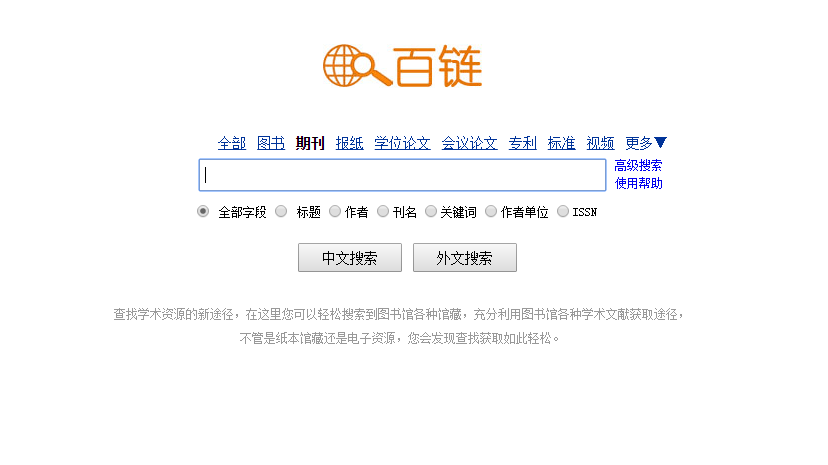 百链
全部 图书 期刊 报纸 学位论文 会议论文 专利 标准 视频 更多▼
高级搜索
使用帮助
全部字段 标题 作者 刊名 关键词 作者单位 ISSN
中文搜索 外文搜索
查找学术资源的新途径，在这里您可以轻松搜索到图书馆各种馆藏，充分利用图书馆各种学术文献获取途径，
不管是纸本馆藏还是电子资源，您会发现查找获取如此轻松。